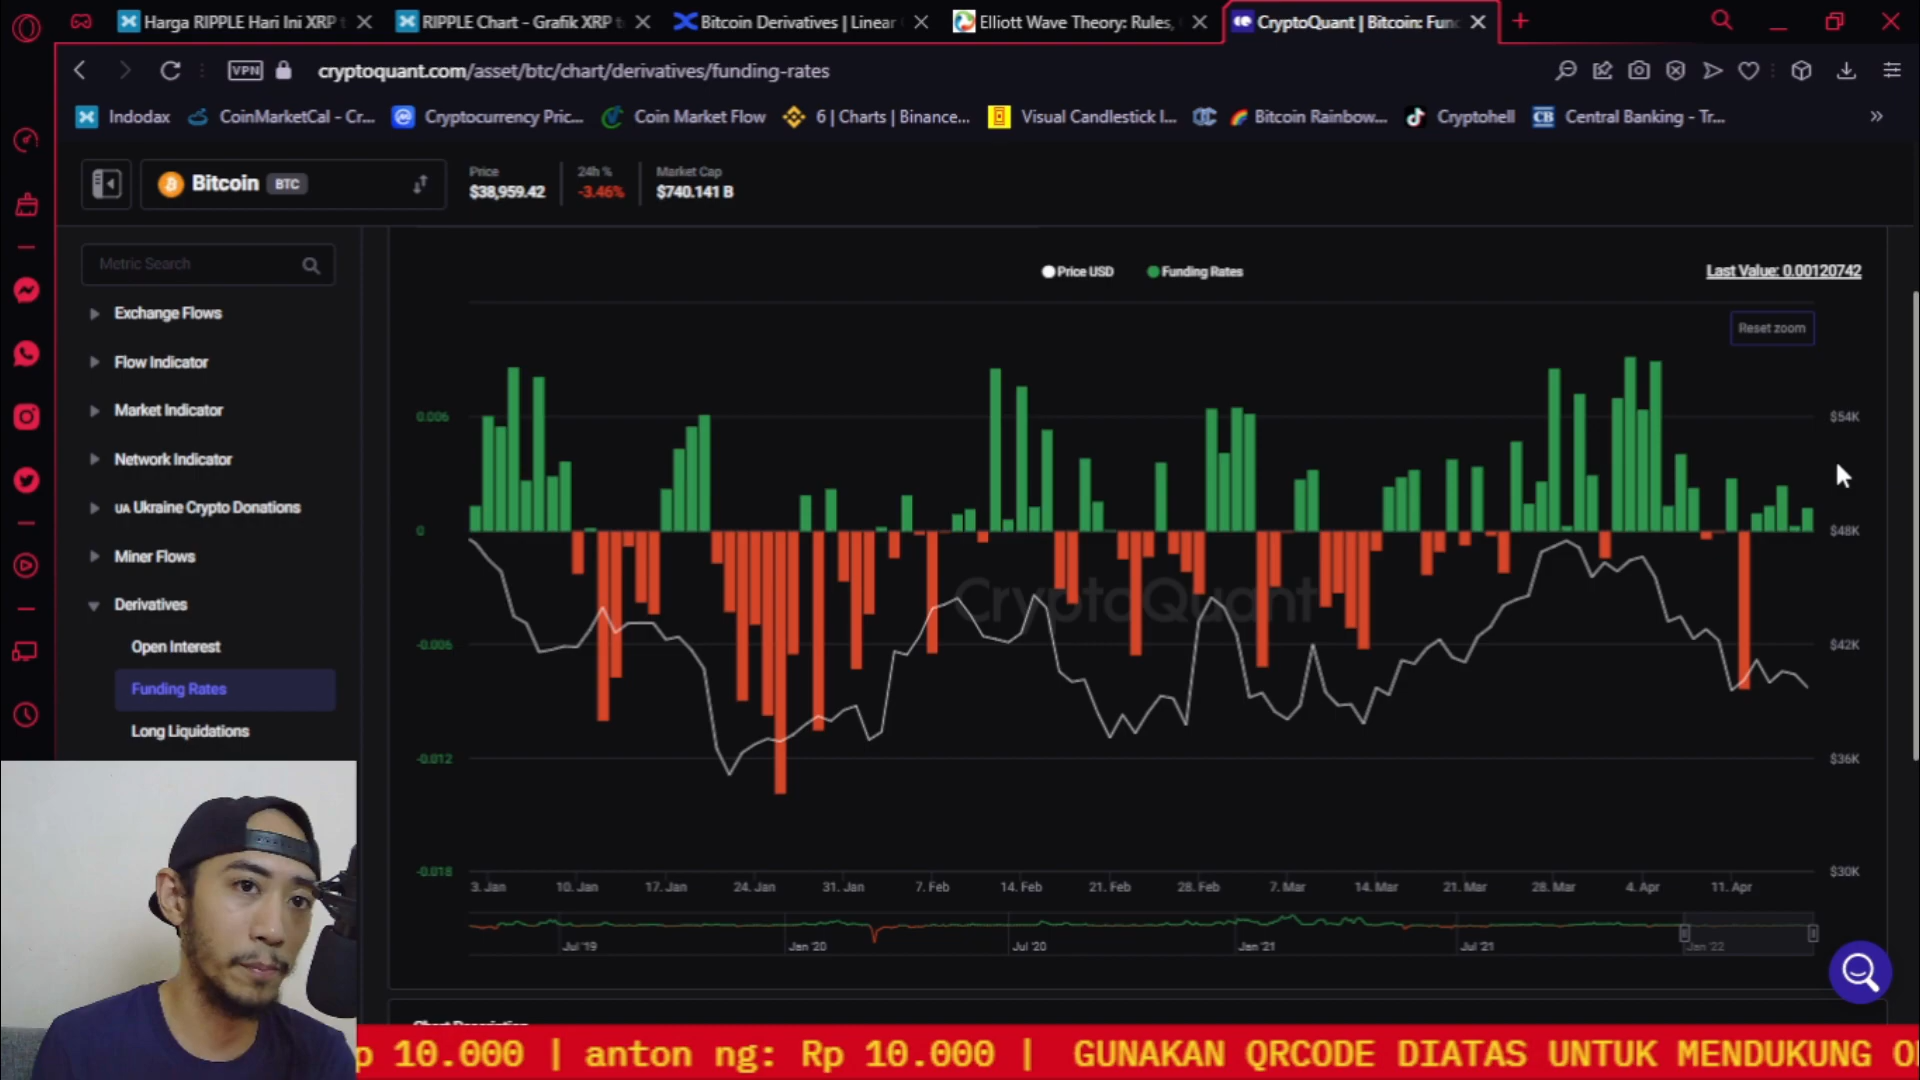 Harga RIPPLE Hari Ini XRP
RIPPLE Chart - Grafik XRP
Bitcoin Derivatives | Linear
Elliott Wave Theory: Rules,
CryptoQuant | Bitcoin: Fun
VPN
cryptoquant.com/asset/btc/chart/derivatives/funding-rates
Indodax
CoinMarketCal - Cr...
Cryptocurrency Pric...
Coin Market Flow
6 | Charts | Binance...
Visual Candlestick I...
Bitcoin Rainbow...
Cryptohell
CB
Central Banking - Tr...
Bitcoin BTC
Price
$38,959.42
24h %
-3.46%
Market Cap
$740.141 B
Metric Search
Exchange Flows
Flow Indicator
Market Indicator
Network Indicator
UA Ukraine Crypto Donations
Miner Flows
Derivatives
Open Interest
Funding Rates
Long Liquidations
Price USD
Funding Rates
Last Value: 0.00120742
Reset zoom
0.006
$54K
0
$48K
CryptoQuant
-0.006
$42K
-0.012
$36K
-0.018
$30K
3. Jan
10. Jan
17. Jan
24. Jan
31. Jan
7. Feb
14. Feb
21. Feb
28. Feb
7. Mar
14. Mar
21. Mar
28. Mar
4. Apr
11. Apr
Jul '19
Jan '20
Jul '20
Jan '21
Jul '21
Jan '22
Chart Description
p 10.000 | anton ng: Rp 10.000 | GUNAKAN QRCODE DIATAS UNTUK MENDUKUNG